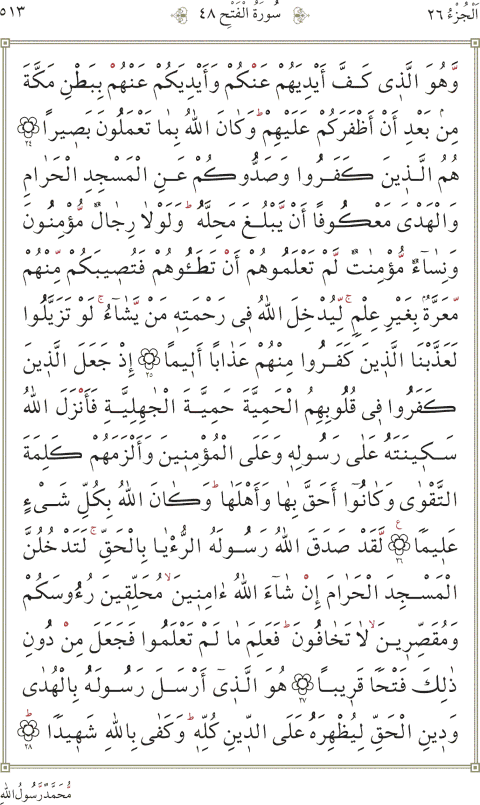 اَلْجُزْءُ ٢٦ سُورَةُ الْفَتْحِ ٤٨ ٥١٣
وَهُوَ الَّذِي كَفَّ أَيْدِيَهُمْ عَنْكُمْ وَأَيْدِيَكُمْ عَنْهُمْ بِبَطْنِ مَكَّةَ
مِنْ بَعْدِ أَنْ أَظْفَرَكُمْ عَلَيْهِمْ وَكَانَ اللّٰهُ بِمَا تَعْمَلُونَ بَصِيرًا ٢٤
هُمُ الَّذِينَ كَفَرُوا وَصَدُّوكُمْ عَنِ الْمَسْجِدِ الْحَرَامِ
وَالْهَدْيَ مَعْكُوفًا أَنْ يَبْلُغَ مَحِلَّهُ وَلَوْلَا رِجَالٌ مُؤْمِنُونَ
وَنِسَآءٌ مُؤْمِنٰتٌ لَمْ تَعْلَمُوهُمْ أَنْ تَطَـُٔوهُمْ فَتُصِيبَكُمْ مِنْهُمْ
مَعَرَّةٌ بِغَيْرِ عِلْمٍ لِيُدْخِلَ اللّٰهُ فِي رَحْمَتِهِ مَنْ يَشَآءُ لَوْ تَزَيَّلُوا
لَعَذَّبْنَا الَّذِينَ كَفَرُوا مِنْهُمْ عَذَابًا أَلِيمًا ٢٥ إِذْ جَعَلَ الَّذِينَ
كَفَرُوا فِي قُلُوبِهِمُ الْحَمِيَّةَ حَمِيَّةَ الْجٰهِلِيَّةِ فَأَنْزَلَ اللّٰهُ
سَكِينَتَهُ عَلٰى رَسُولِهِ وَعَلَى الْمُؤْمِنِينَ وَأَلْزَمَهُمْ كَلِمَةَ
التَّقْوٰى وَكَانُوٓا أَحَقَّ بِهَا وَأَهْلَهَا وَكَانَ اللّٰهُ بِكُلِّ شَيْءٍ
عَلِيمًا ٢٦ لَقَدْ صَدَقَ اللّٰهُ رَسُولَهُ الرُّءْيَا بِالْحَقِّ لَتَدْخُلُنَّ
الْمَسْجِدَ الْحَرَامَ إِنْ شَآءَ اللّٰهُ ءَامِنِينَ مُحَلِّقِينَ رُءُوسَكُمْ
وَمُقَصِّرِينَ لَا تَخَافُونَ فَعَلِمَ مَا لَمْ تَعْلَمُوا فَجَعَلَ مِنْ دُونِ
ذٰلِكَ فَتْحًا قَرِيبًا ٢٧ هُوَ الَّذِيٓ أَرْسَلَ رَسُولَهُ بِالْهُدٰى
وَدِينِ الْحَقِّ لِيُظْهِرَهُ عَلَى الدِّينِ كُلِّهِ وَكَفٰى بِاللّٰهِ شَهِيدًا ٢٨
مُحَمَّدٌ رَسُولُ اللّٰهِ